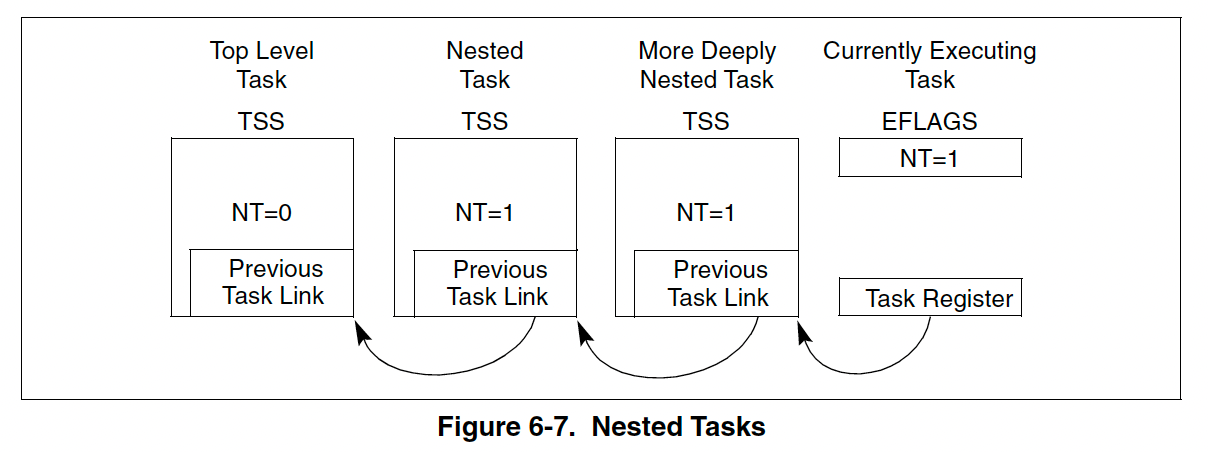 Top Level
Task
TSS
NT=0
Previous
Task Link
Nested
Task
TSS
NT=1
Previous
Task Link
More Deeply
Nested Task
TSS
NT=1
Previous
Task Link
Currently Executing
Task
EFLAGS
NT=1
Task Register
Figure 6-7. Nested Tasks